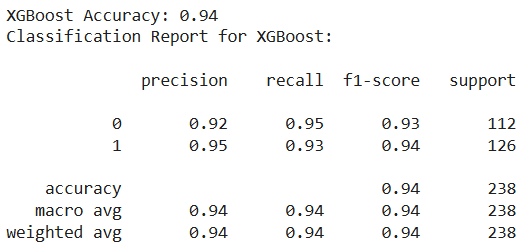 XGBoost Accuracy: 0.94
Classification Report for XGBoost:
precision recall f1-score support
0 0.92 0.95 0.93 112
1 0.95 0.93 0.94 126
accuracy 0.94 238
macro avg 0.94 0.94 0.94 238
weighted avg 0.94 0.94 0.94 238